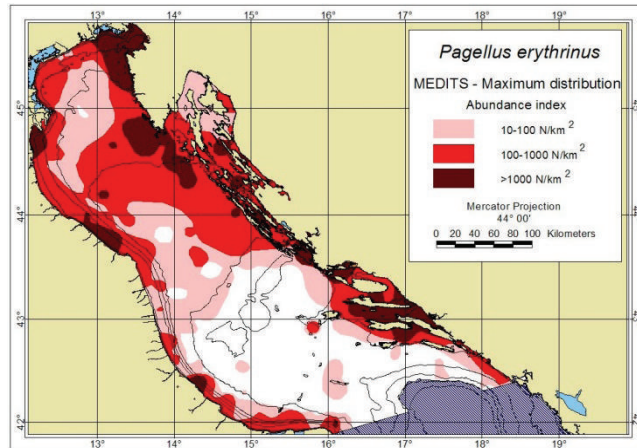 13° 14° 15° 16° 17° 18° 19°
Pagellus erythrinus
MEDITS - Maximum distribution
Abundance index
10-100 N/km²
100-1000 N/km²
>1000 N/km²
Mercator Projection
44° 00'
0 20 40 60 80 100 Kilometers
45°
44°
43°
42°
13° 14° 15° 16° 17° 18° 19°